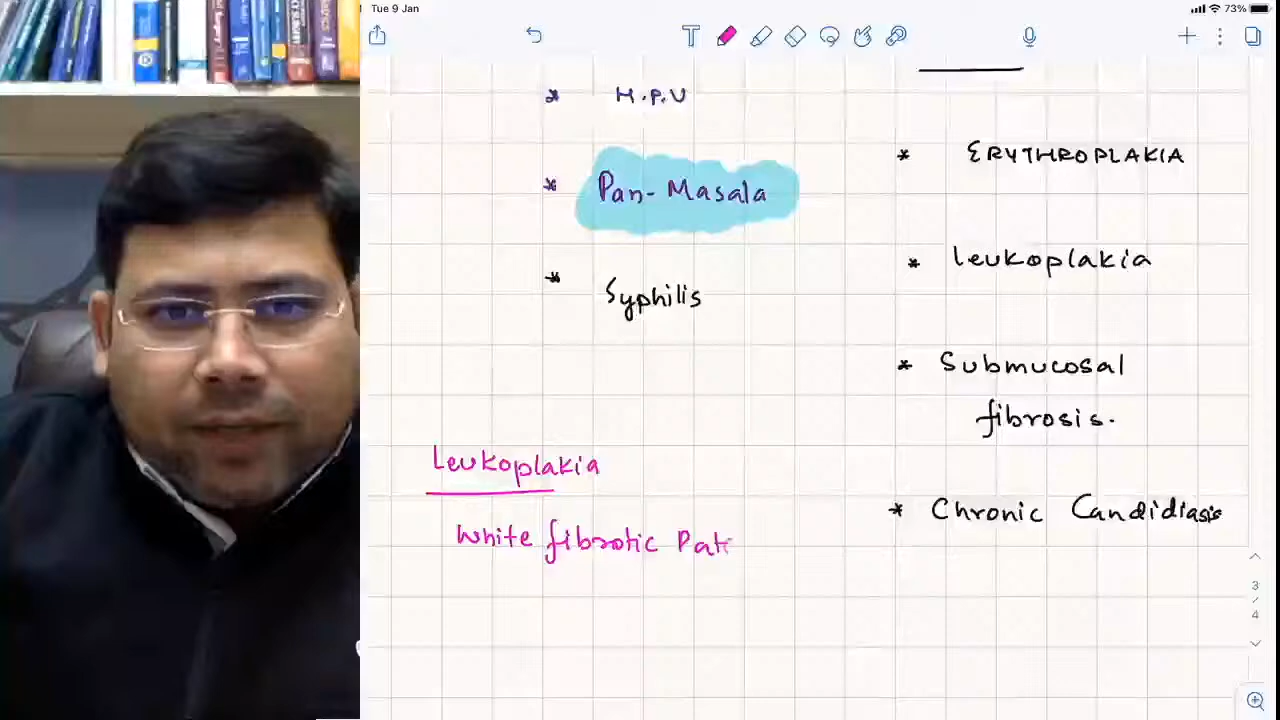 Tue 9 Jan
73%
* H.P.V
* Pan-Masala
* Syphilis
* ERYTHROPLAKIA
* Leukoplakia
* Submucosal
fibrosis.
* Chronic Candidiasis
Leukoplakia
White fibrotic Pat
3
/
4